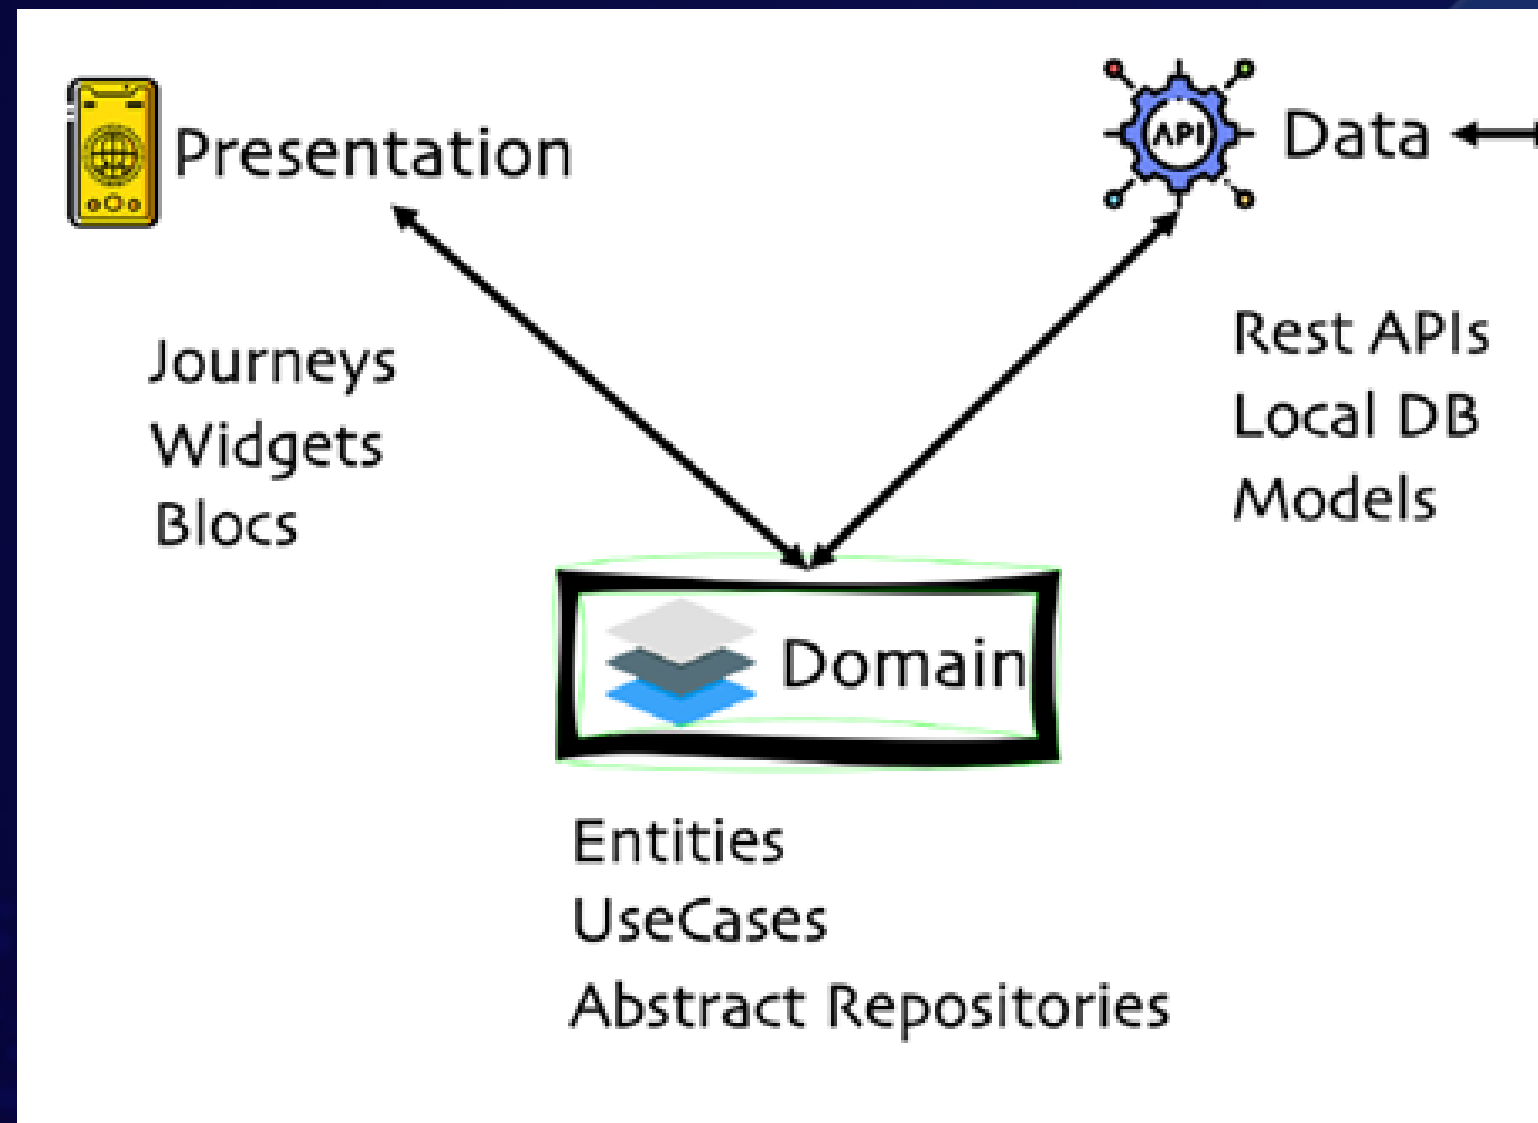 Presentation
API
Data
Journeys
Widgets
Blocs
Rest APIs
Local DB
Models
Domain
Entities
UseCases
Abstract Repositories